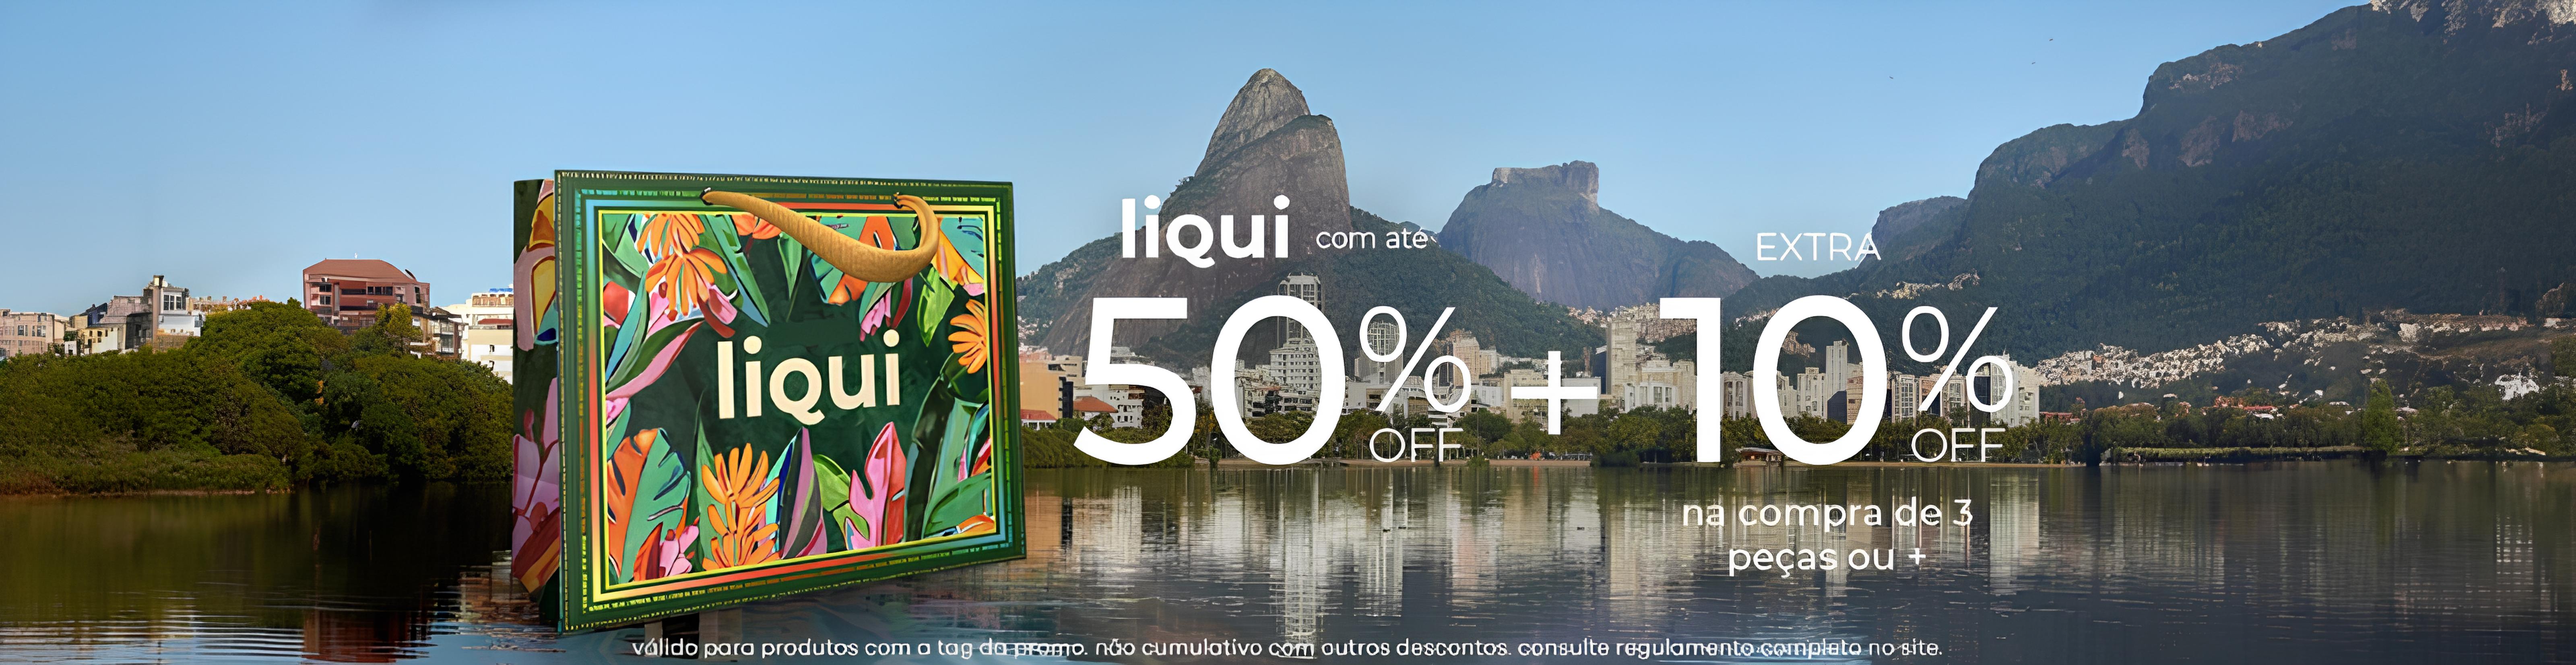 liqui
liqui com até
50% OFF + EXTRA 10% OFF
na compra de 3
peças ou +
válido para produtos com a tag da promo. não cumulativo com outros descontos. consulte regulamento completo no site.